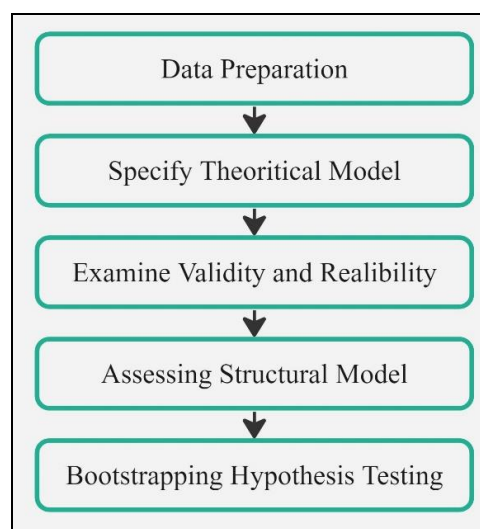 Data Preparation
Specify Theoritical Model
Examine Validity and Realibility
Assessing Structural Model
Bootstrapping Hypothesis Testing